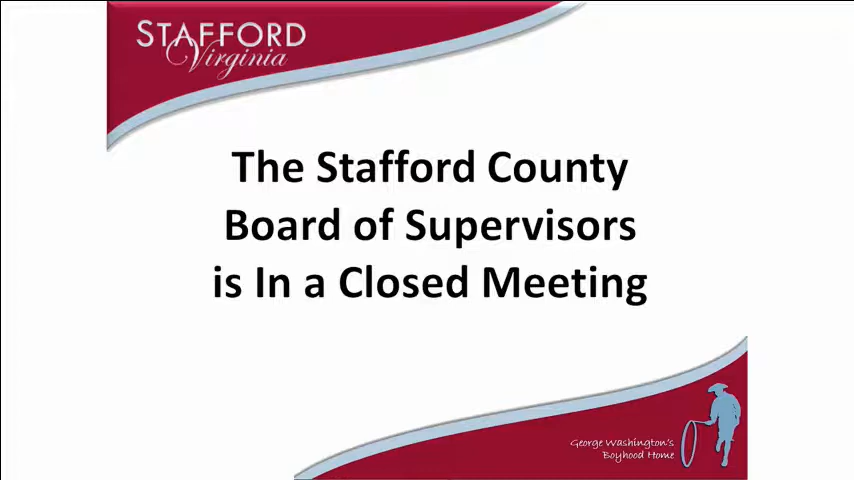 STAFFORD
Virginia
The Stafford County
Board of Supervisors
is In a Closed Meeting
George Washington's
Boyhood Home